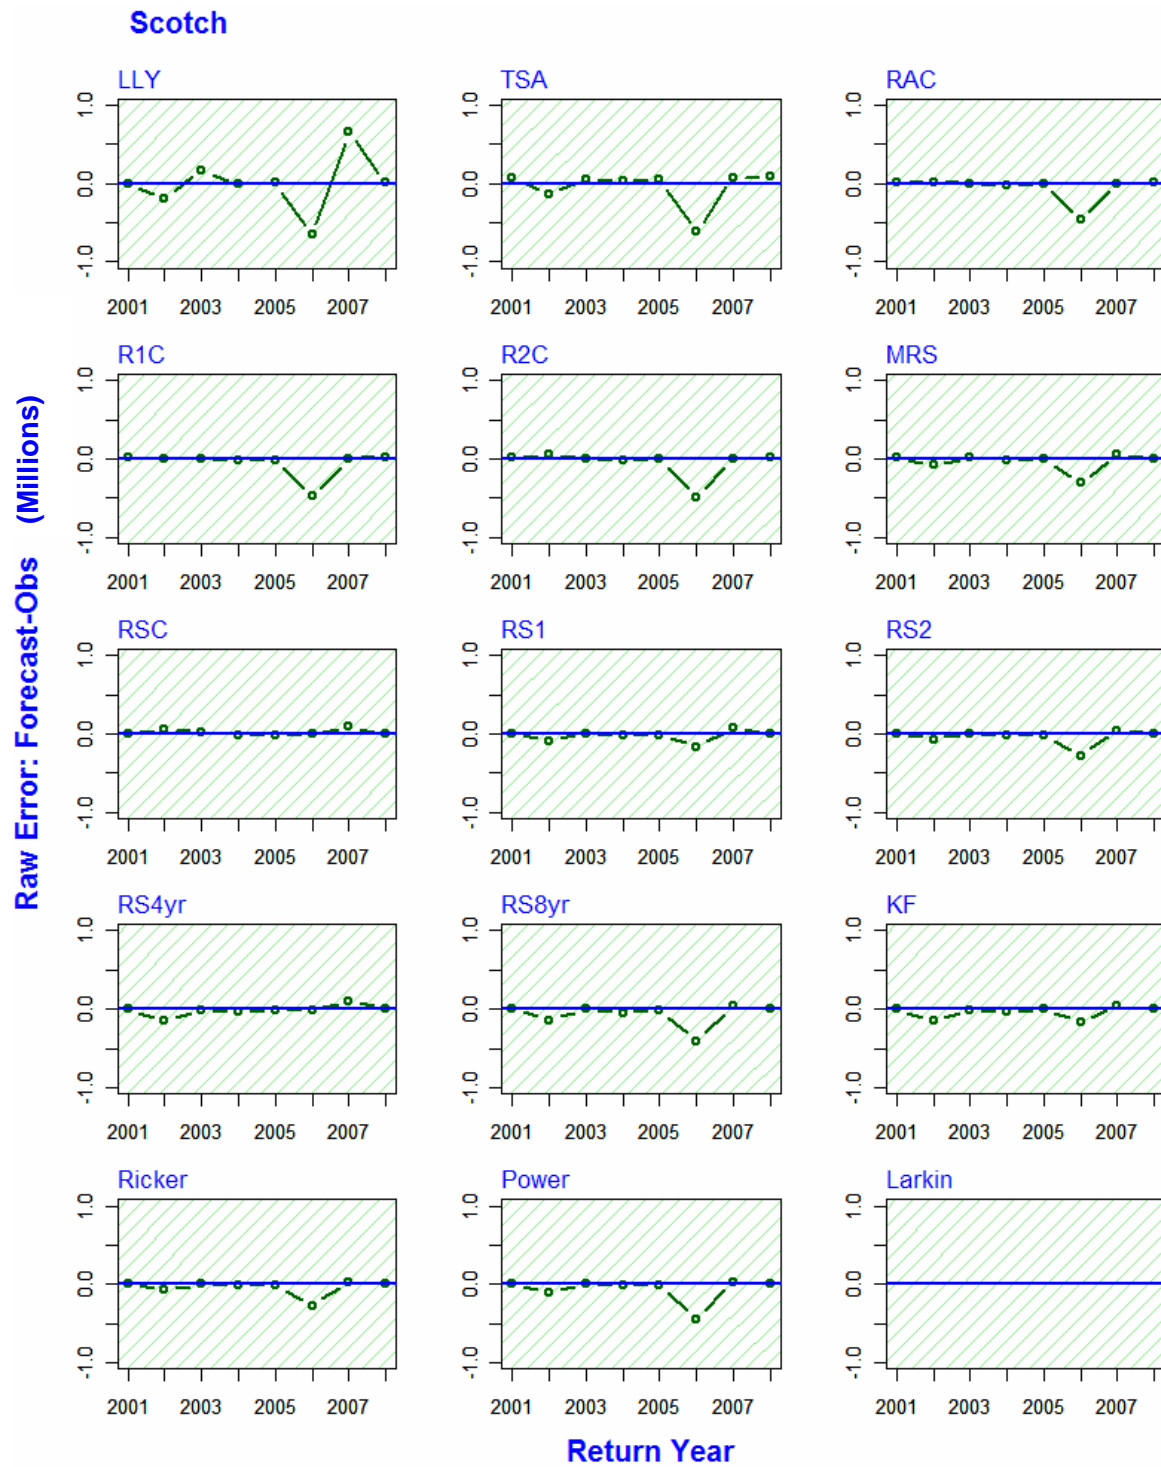 Scotch
LLY TSA RAC
1.0 0.0 -1.0 1.0 0.0 -1.0 1.0 0.0 -1.0
2001 2003 2005 2007 2001 2003 2005 2007 2001 2003 2005 2007
R1C R2C MRS
1.0 0.0 -1.0 1.0 0.0 -1.0 1.0 0.0 -1.0
2001 2003 2005 2007 2001 2003 2005 2007 2001 2003 2005 2007
Raw Error: Forecast-Obs (Millions)
RSC RS1 RS2
1.0 0.0 -1.0 1.0 0.0 -1.0 1.0 0.0 -1.0
2001 2003 2005 2007 2001 2003 2005 2007 2001 2003 2005 2007
RS4yr RS8yr KF
1.0 0.0 -1.0 1.0 0.0 -1.0 1.0 0.0 -1.0
2001 2003 2005 2007 2001 2003 2005 2007 2001 2003 2005 2007
Ricker Power Larkin
1.0 0.0 -1.0 1.0 0.0 -1.0 1.0 0.0 -1.0
2001 2003 2005 2007 2001 2003 2005 2007 2001 2003 2005 2007
Return Year